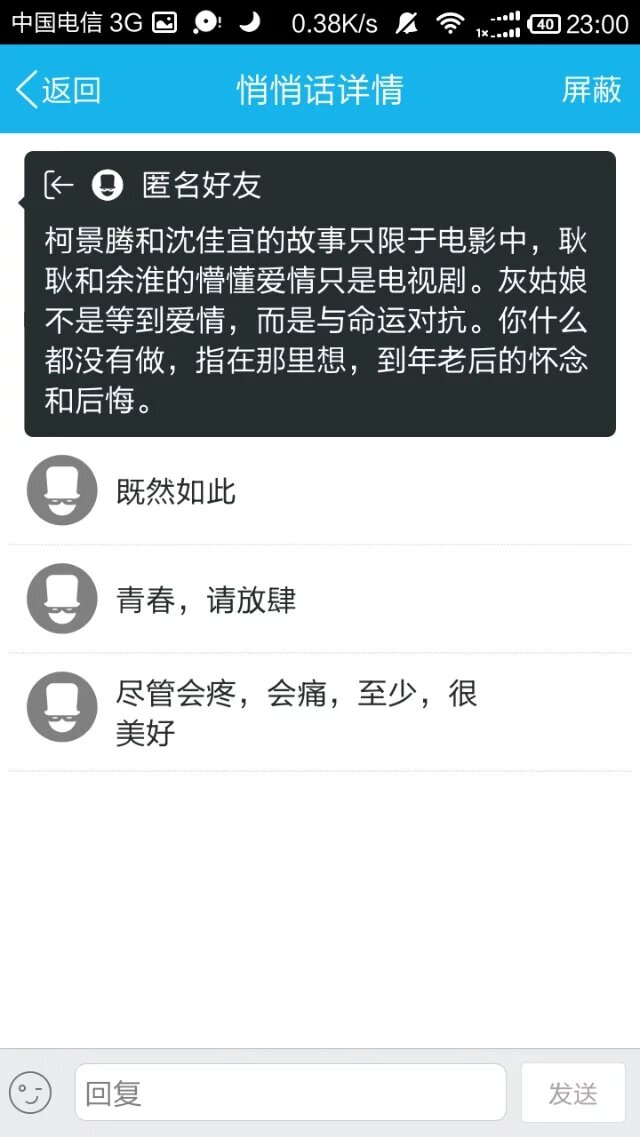 中国电信 3G 0.38K/s 1x 40 23:00
返回 悄悄话详情 屏蔽
匿名好友
柯景腾和沈佳宜的故事只限于电影中，耿
耿和余淮的懵懂爱情只是电视剧。灰姑娘
不是等到爱情，而是与命运对抗。你什么
都没有做，指在那里想，到年老后的怀念
和后悔。
既然如此
青春，请放肆
尽管会疼，会痛，至少，很
美好
回复 发送